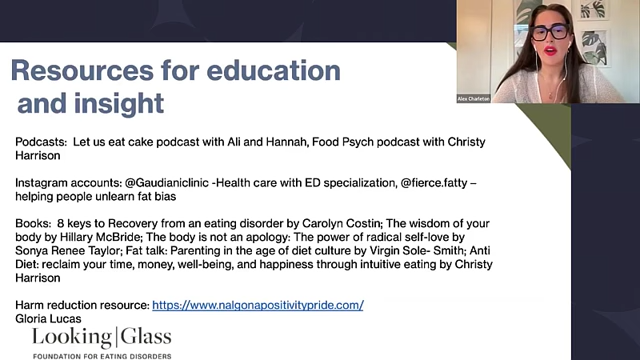 Resources for education
and insight
Alex Charleton
Podcasts: Let us eat cake podcast with Ali and Hannah, Food Psych podcast with Christy
Harrison
Instagram accounts: @Gaudianiclinic -Health care with ED specialization, @fierce.fatty –
helping people unlearn fat bias
Books: 8 keys to Recovery from an eating disorder by Carolyn Costin; The wisdom of your
body by Hillary McBride; The body is not an apology: The power of radical self-love by
Sonya Renee Taylor; Fat talk: Parenting in the age of diet culture by Virgin Sole- Smith; Anti
Diet: reclaim your time, money, well-being, and happiness through intuitive eating by Christy
Harrison
Harm reduction resource: https://www.nalgonapositivitypride.com/
Gloria Lucas
Looking|Glass
FOUNDATION FOR EATING DISORDERS